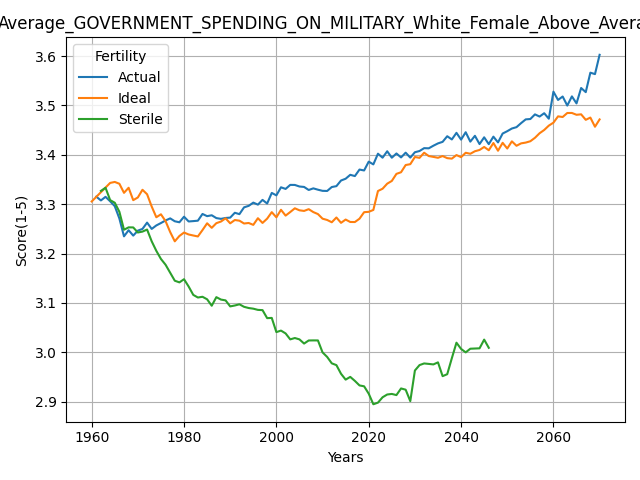 Average_GOVERNMENT_SPENDING_ON_MILITARY_White_Female_Above_Avera
Fertility
Actual
Ideal
Sterile
Score(1-5)
3.6
3.5
3.4
3.3
3.2
3.1
3.0
2.9
1960 1980 2000 2020 2040 2060
Years